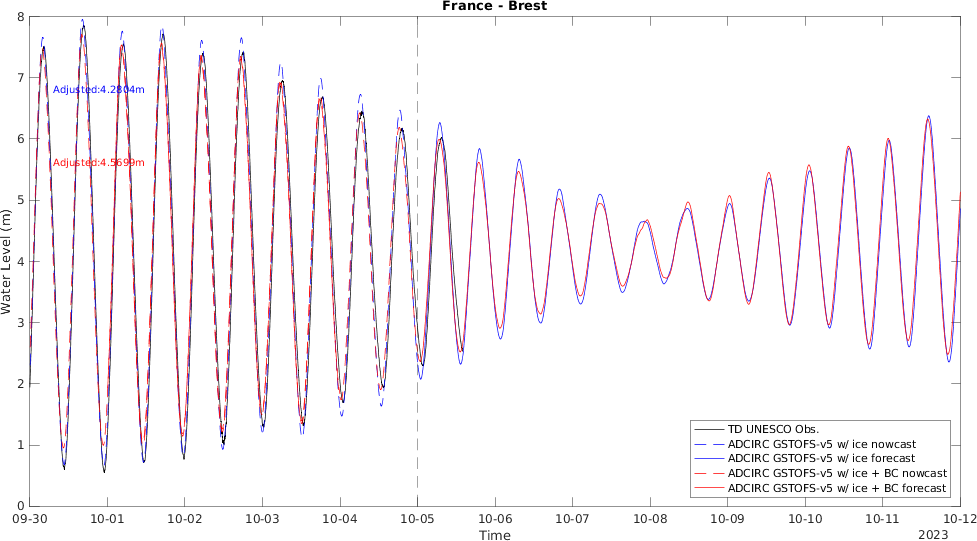 France - Brest
8
7
6
5
4
3
2
1
0
Water Level (m)
Adjusted:4.2804m
Adjusted:4.5699m
TD UNESCO Obs.
ADCIRC GSTOFS-v5 w/ ice nowcast
ADCIRC GSTOFS-v5 w/ ice forecast
ADCIRC GSTOFS-v5 w/ ice + BC nowcast
ADCIRC GSTOFS-v5 w/ ice + BC forecast
09-30 10-01 10-02 10-03 10-04 10-05 10-06 10-07 10-08 10-09 10-10 10-11 10-12
Time
2023